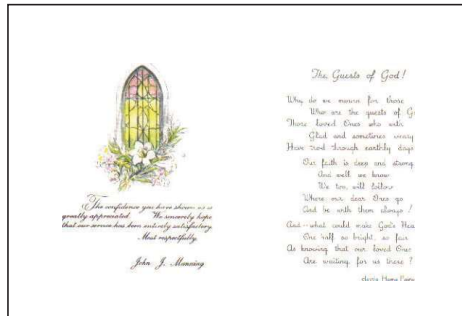 The confidence you have shown us is
greatly appreciated. We sincerely hope
that our service has been entirely satisfactory.
Most respectfully,
John J. Manning
The Guests of God!
Why do we mourn for those
Who are the guests of G
Those loved Ones who with
Glad and sometimes weary
Have trod through earthly days
Our faith is deep and strong
And well we know
We too, will follow
Where our dear Ones go
And be with them always!
And - what could make God's Hea
One half so bright, so fair
As knowing that our loved Ones
Are waiting for us there?